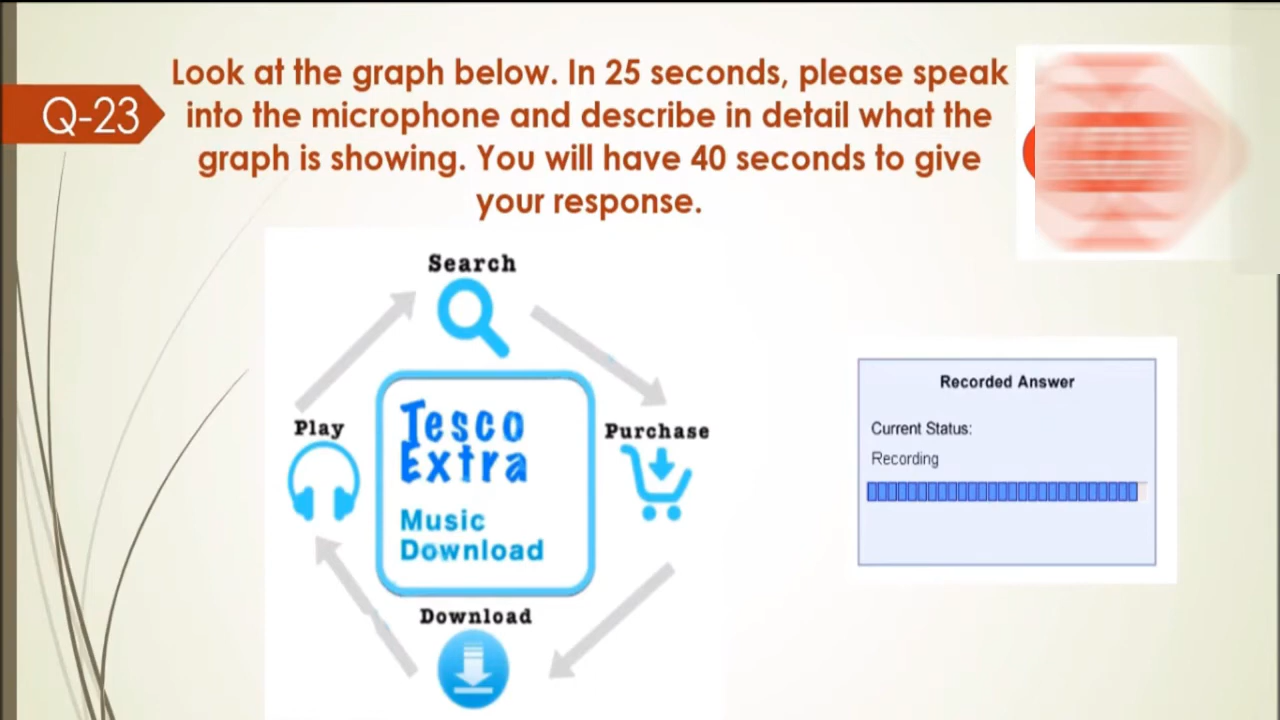 Q-23
Look at the graph below. In 25 seconds, please speak
into the microphone and describe in detail what the
graph is showing. You will have 40 seconds to give
your response.
Search
Play
Tesco
Extra
Music
Download
Purchase
Download
Recorded Answer
Current Status:
Recording